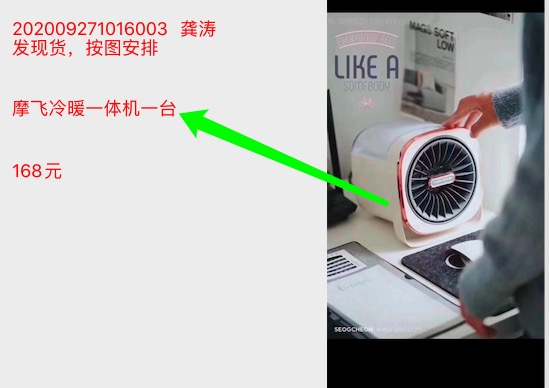 202009271016003 龚涛
发现货，按图安排
摩飞冷暖一体机一台
168元
MAGIC SOFT
LOW
LIKE A
SOMEBODY
SEOGCHEON